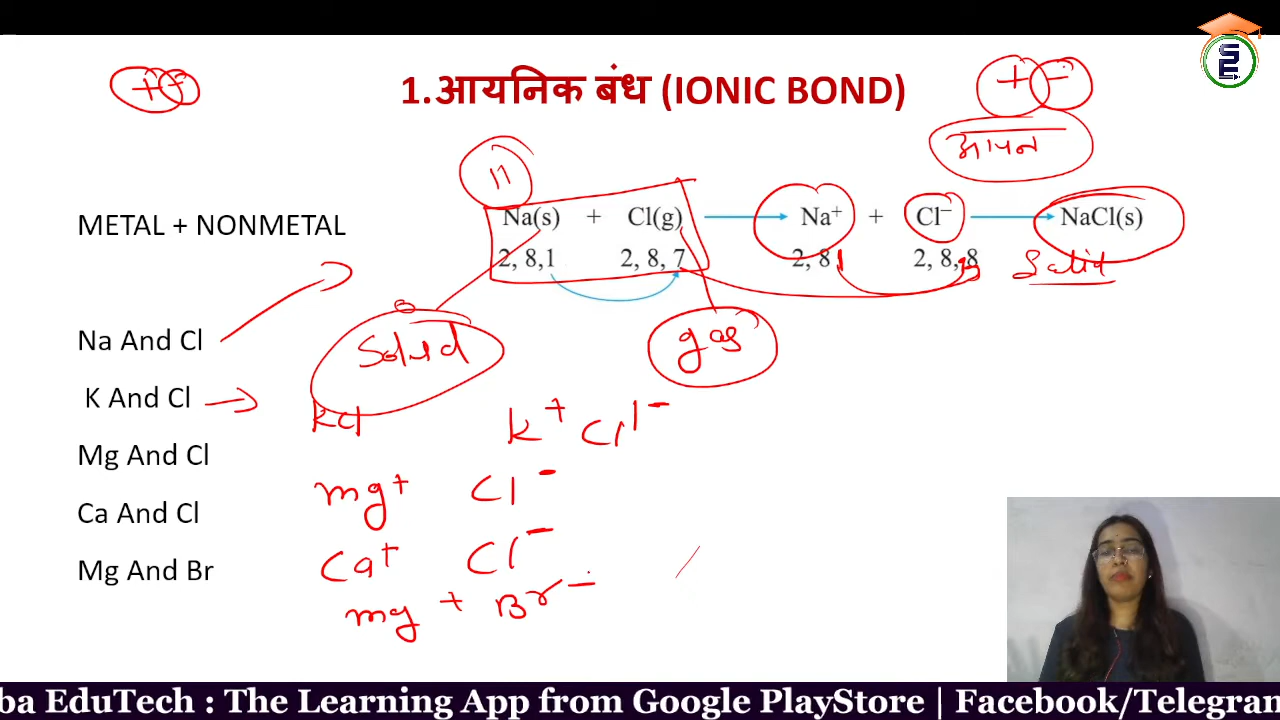 1.आयनिक बंध (IONIC BOND)
+ -
+ -
आयन
11
METAL + NONMETAL
Na(s) + Cl(g) → Na⁺ + Cl⁻ → NaCl(s)
2, 8,1 2, 8, 7 2, 8 2, 8, 8
Solid
gas
Na And Cl
K And Cl →
KCl K⁺ Cl⁻
Mg And Cl
mg⁺ Cl⁻
Ca And Cl
Ca⁺ Cl⁻
Mg And Br
mg + Br⁻
ba EduTech : The Learning App from Google PlayStore | Facebook/Telegran